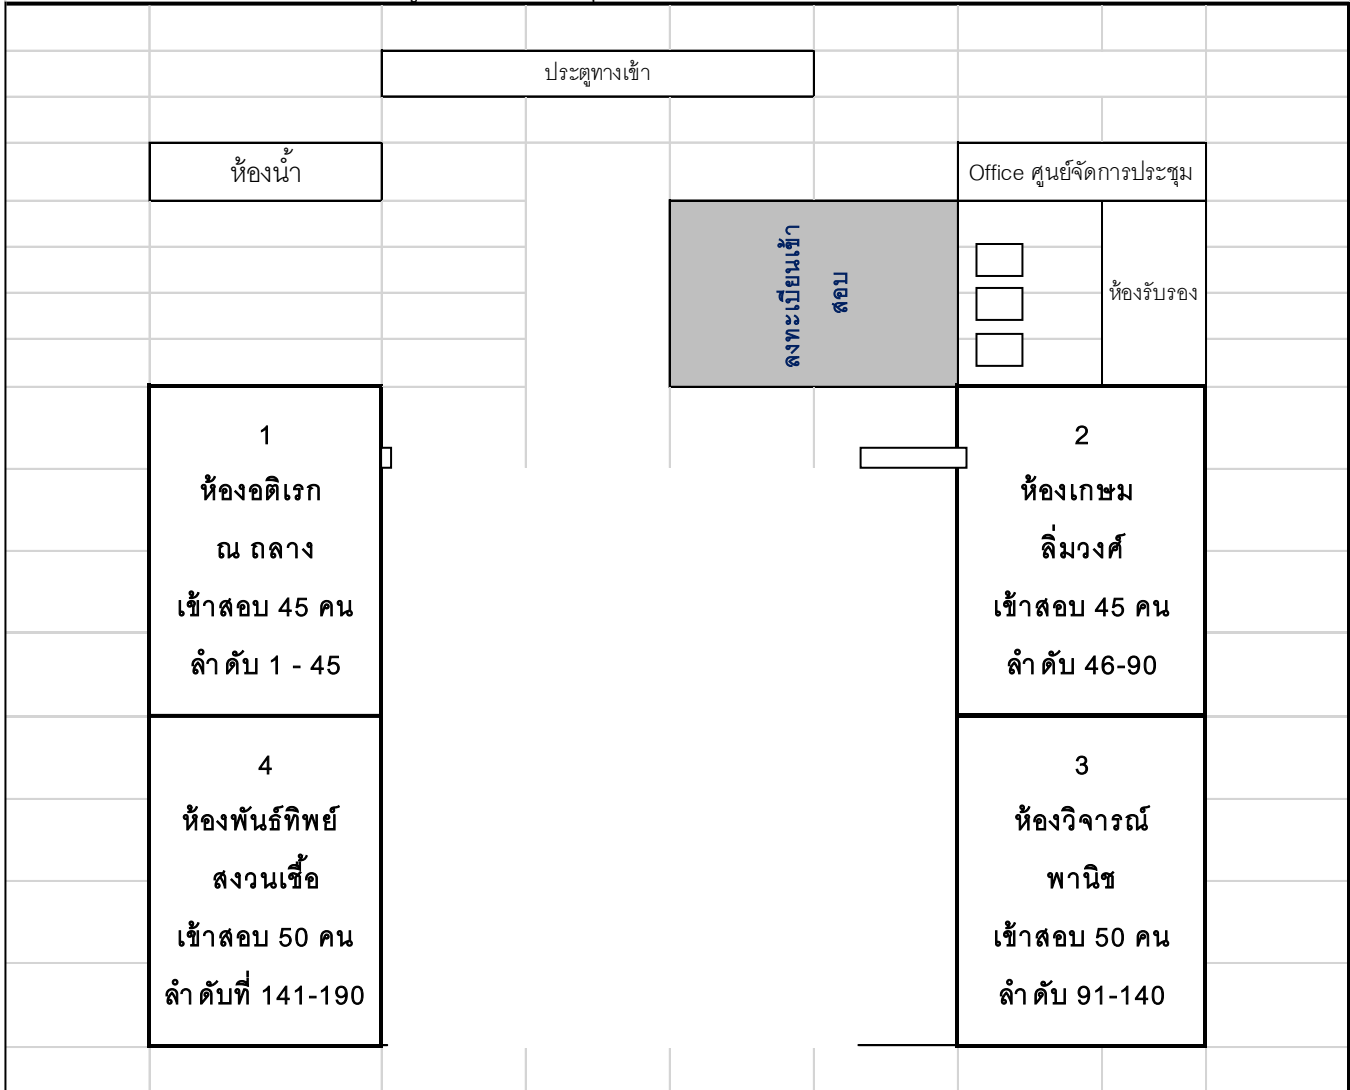 ประตูทางเข้า
ห้องน้ำ
Office ศูนย์จัดการประชุม
ลงทะเบียนเข้า
สอบ
ห้องรับรอง
1
ห้องอติเรก
ณ ถลาง
เข้าสอบ 45 คน
ลำดับ 1 - 45
2
ห้องเกษม
ลิ่มวงศ์
เข้าสอบ 45 คน
ลำดับ 46-90
4
ห้องพันธ์ทิพย์
สงวนเชื้อ
เข้าสอบ 50 คน
ลำดับที่ 141-190
3
ห้องวิจารณ์
พานิช
เข้าสอบ 50 คน
ลำดับ 91-140